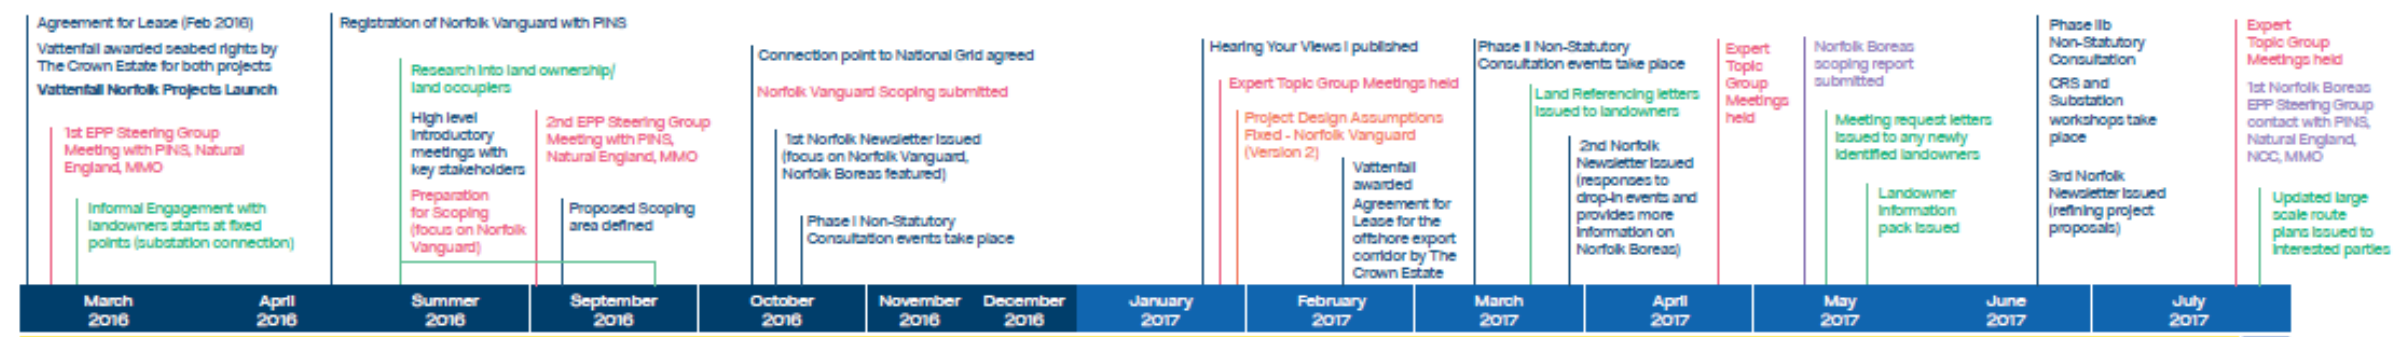 Agreement for Lease (Feb 2016)
Vattenfall awarded seabed rights by
The Crown Estate for both projects
Vattenfall Norfolk Projects Launch
1st EPP Steering Group
Meeting with PINS, Natural
England, MMO
Informal Engagement with
landowners starts at fixed
points (substation connection)
Registration of Norfolk Vanguard with PINS
Research into land ownership/
land occupiers
High level
introductory
meetings with
key stakeholders
Preparation
for Scoping
(focus on Norfolk
Vanguard)
2nd EPP Steering Group
Meeting with PINS,
Natural England, MMO
Proposed Scoping
area defined
Connection point to National Grid agreed
Norfolk Vanguard Scoping submitted
1st Norfolk Newsletter Issued
(focus on Norfolk Vanguard,
Norfolk Boreas featured)
Phase I Non-Statutory
Consultation events take place
Hearing Your Views I published
Expert Topic Group Meetings held
Project Design Assumptions
Fixed - Norfolk Vanguard
(Version 2)
Vattenfall
awarded
Agreement for
Lease for the
offshore export
corridor by The
Crown Estate
Phase II Non-Statutory
Consultation events take place
Land Referencing letters
issued to landowners
2nd Norfolk
Newsletter Issued
(responses to
drop-in events and
provides more
information on
Norfolk Boreas)
Expert
Topic
Group
Meetings
held
Norfolk Boreas
scoping report
submitted
Meeting request letters
issued to any newly
identified landowners
Landowner
information
pack issued
Phase IIb
Non-Statutory
Consultation
CRS and
Substation
workshops take
place
3rd Norfolk
Newsletter Issued
(refining project
proposals)
Expert
Topic Group
Meetings held
1st Norfolk Boreas
EPP Steering Group
contact with PINS,
Natural England,
NCC, MMO
Updated large
scale route
plans issued to
interested parties
March
2016
April
2016
Summer
2016
September
2016
October
2016
November
2016
December
2016
January
2017
February
2017
March
2017
April
2017
May
2017
June
2017
July
2017